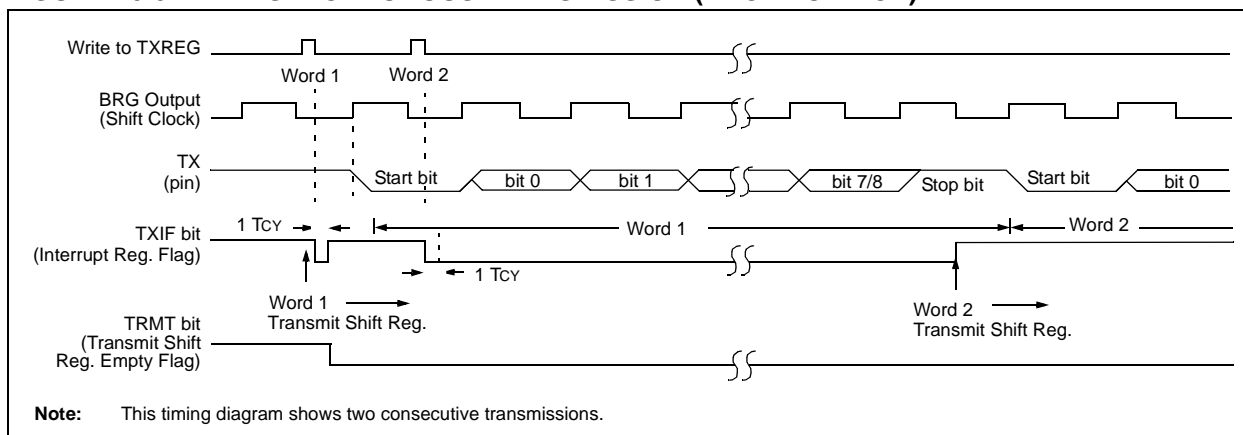 Write to TXREG
Word 1
Word 2
BRG Output
(Shift Clock)
TX
(pin)
Start bit
bit 0
bit 1
bit 7/8
Stop bit
Start bit
bit 0
1 TCY
Word 1
Word 2
TXIF bit
(Interrupt Reg. Flag)
1 TCY
Word 1
Transmit Shift Reg.
Word 2
Transmit Shift Reg.
TRMT bit
(Transmit Shift
Reg. Empty Flag)
Note: This timing diagram shows two consecutive transmissions.